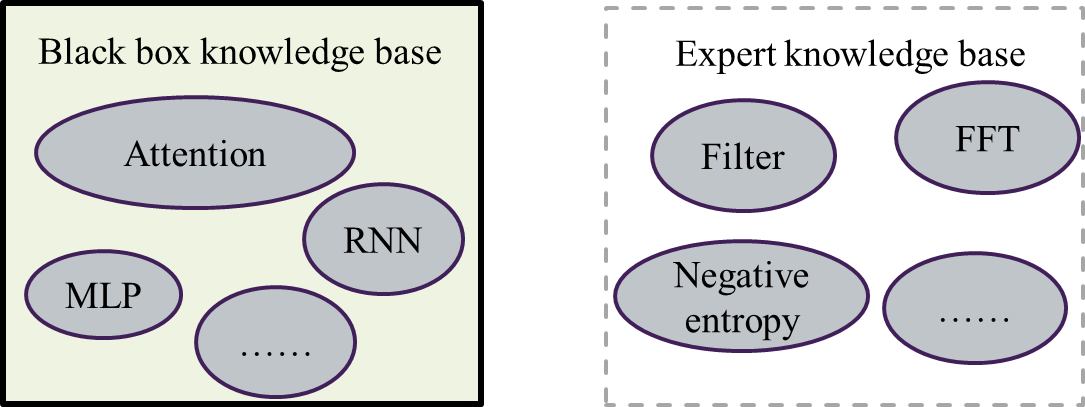 Black box knowledge base
Attention
RNN
MLP
……
Expert knowledge base
Filter
FFT
Negative
entropy
……